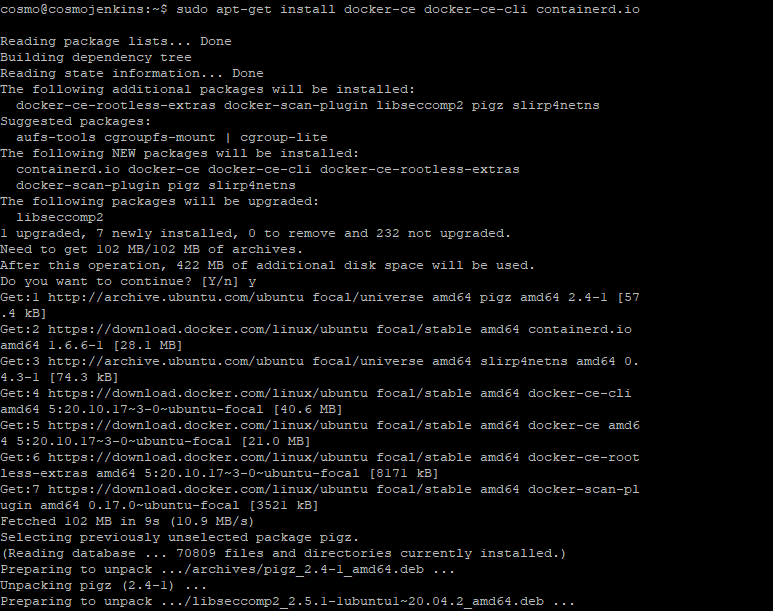 cosmo@cosmojenkins:~$ sudo apt-get install docker-ce docker-ce-cli containerd.io
Reading package lists... Done
Building dependency tree
Reading state information... Done
The following additional packages will be installed:
  docker-ce-rootless-extras docker-scan-plugin libseccomp2 pigz slirp4netns
Suggested packages:
  aufs-tools cgroupfs-mount | cgroup-lite
The following NEW packages will be installed:
  containerd.io docker-ce docker-ce-cli docker-ce-rootless-extras
  docker-scan-plugin pigz slirp4netns
The following packages will be upgraded:
  libseccomp2
1 upgraded, 7 newly installed, 0 to remove and 232 not upgraded.
Need to get 102 MB/102 MB of archives.
After this operation, 422 MB of additional disk space will be used.
Do you want to continue? [Y/n] y
Get:1 http://archive.ubuntu.com/ubuntu focal/universe amd64 pigz amd64 2.4-1 [57
.4 kB]
Get:2 https://download.docker.com/linux/ubuntu focal/stable amd64 containerd.io
amd64 1.6.6-1 [28.1 MB]
Get:3 http://archive.ubuntu.com/ubuntu focal/universe amd64 slirp4netns amd64 0.
4.3-1 [74.3 kB]
Get:4 https://download.docker.com/linux/ubuntu focal/stable amd64 docker-ce-cli
amd64 5:20.10.17~3-0~ubuntu-focal [40.6 MB]
Get:5 https://download.docker.com/linux/ubuntu focal/stable amd64 docker-ce amd6
4 5:20.10.17~3-0~ubuntu-focal [21.0 MB]
Get:6 https://download.docker.com/linux/ubuntu focal/stable amd64 docker-ce-root
less-extras amd64 5:20.10.17~3-0~ubuntu-focal [8171 kB]
Get:7 https://download.docker.com/linux/ubuntu focal/stable amd64 docker-scan-pl
ugin amd64 0.17.0~ubuntu-focal [3521 kB]
Fetched 102 MB in 9s (10.9 MB/s)
Selecting previously unselected package pigz.
(Reading database ... 70809 files and directories currently installed.)
Preparing to unpack .../archives/pigz_2.4-1_amd64.deb ...
Unpacking pigz (2.4-1) ...
Preparing to unpack .../libseccomp2_2.5.1-1ubuntu1~20.04.2_amd64.deb ...